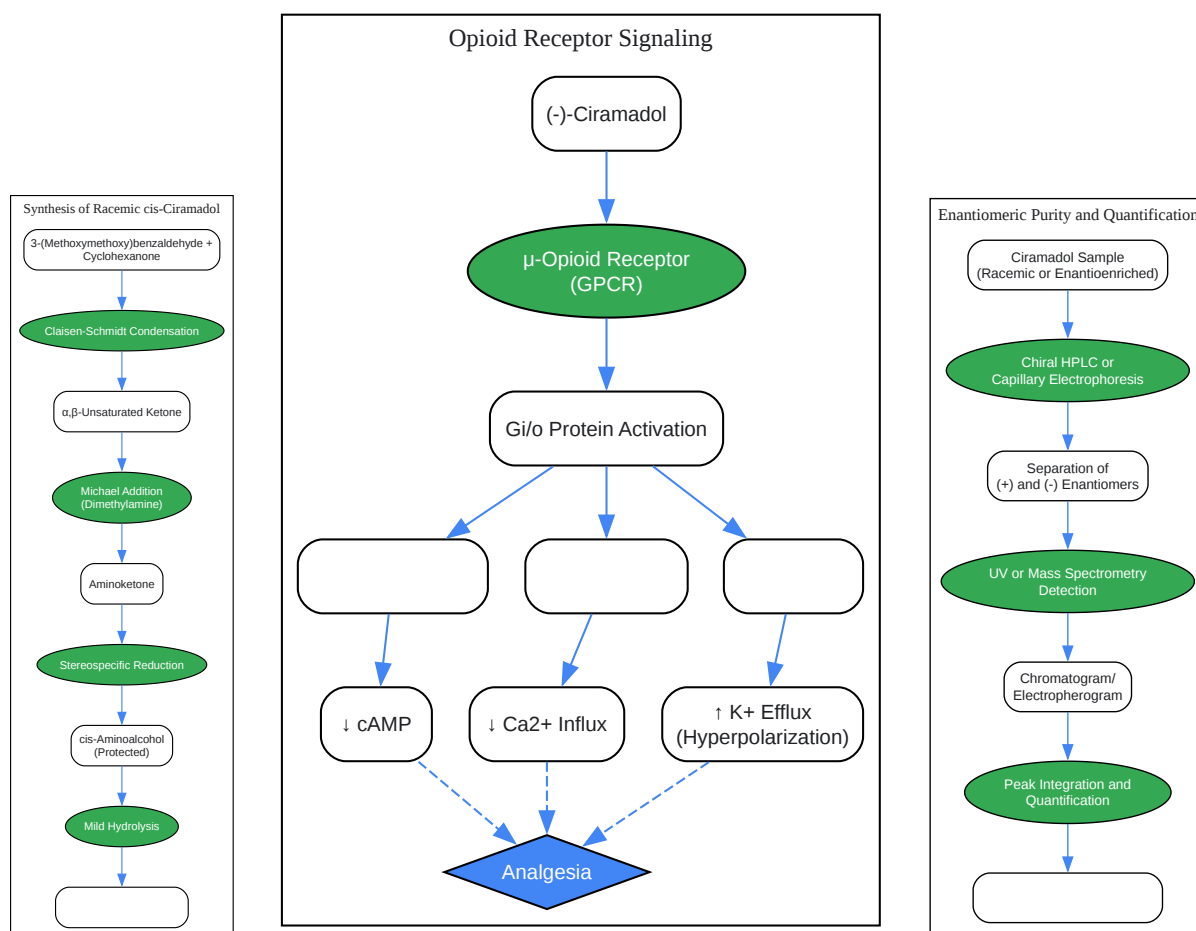 Synthesis of Racemic cis-Ciramadol
3-(Methoxymethoxy)benzaldehyde +
Cyclohexanone
Claisen-Schmidt Condensation
α,β-Unsaturated Ketone
Michael Addition
(Dimethylamine)
Aminoketone
Stereospecific Reduction
cis-Aminoalcohol
(Protected)
Mild Hydrolysis
Opioid Receptor Signaling
(-)-Ciramadol
μ-Opioid Receptor
(GPCR)
Gi/o Protein Activation
↓ cAMP
↓ Ca2+ Influx
↑ K+ Efflux
(Hyperpolarization)
Analgesia
Enantiomeric Purity and Quantification
Ciramadol Sample
(Racemic or Enantioenriched)
Chiral HPLC or
Capillary Electrophoresis
Separation of
(+) and (-) Enantiomers
UV or Mass Spectrometry
Detection
Chromatogram/
Electropherogram
Peak Integration and
Quantification